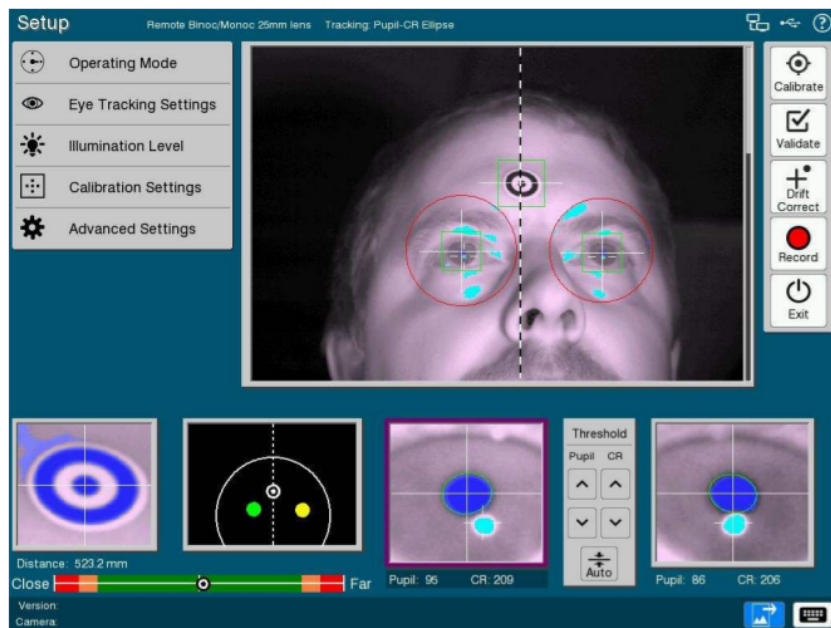 Setup
Remote Binoc/Monoc 25mm lens Tracking: Pupil-CR Ellipse
Operating Mode
Eye Tracking Settings
Illumination Level
Calibration Settings
Advanced Settings
Calibrate
Validate
Drift
Correct
Record
Exit
Threshold
Pupil CR
Auto
Distance: 523.2 mm
Close Far
Pupil: 95 CR: 209
Pupil: 86 CR: 206
Version:
Camera: